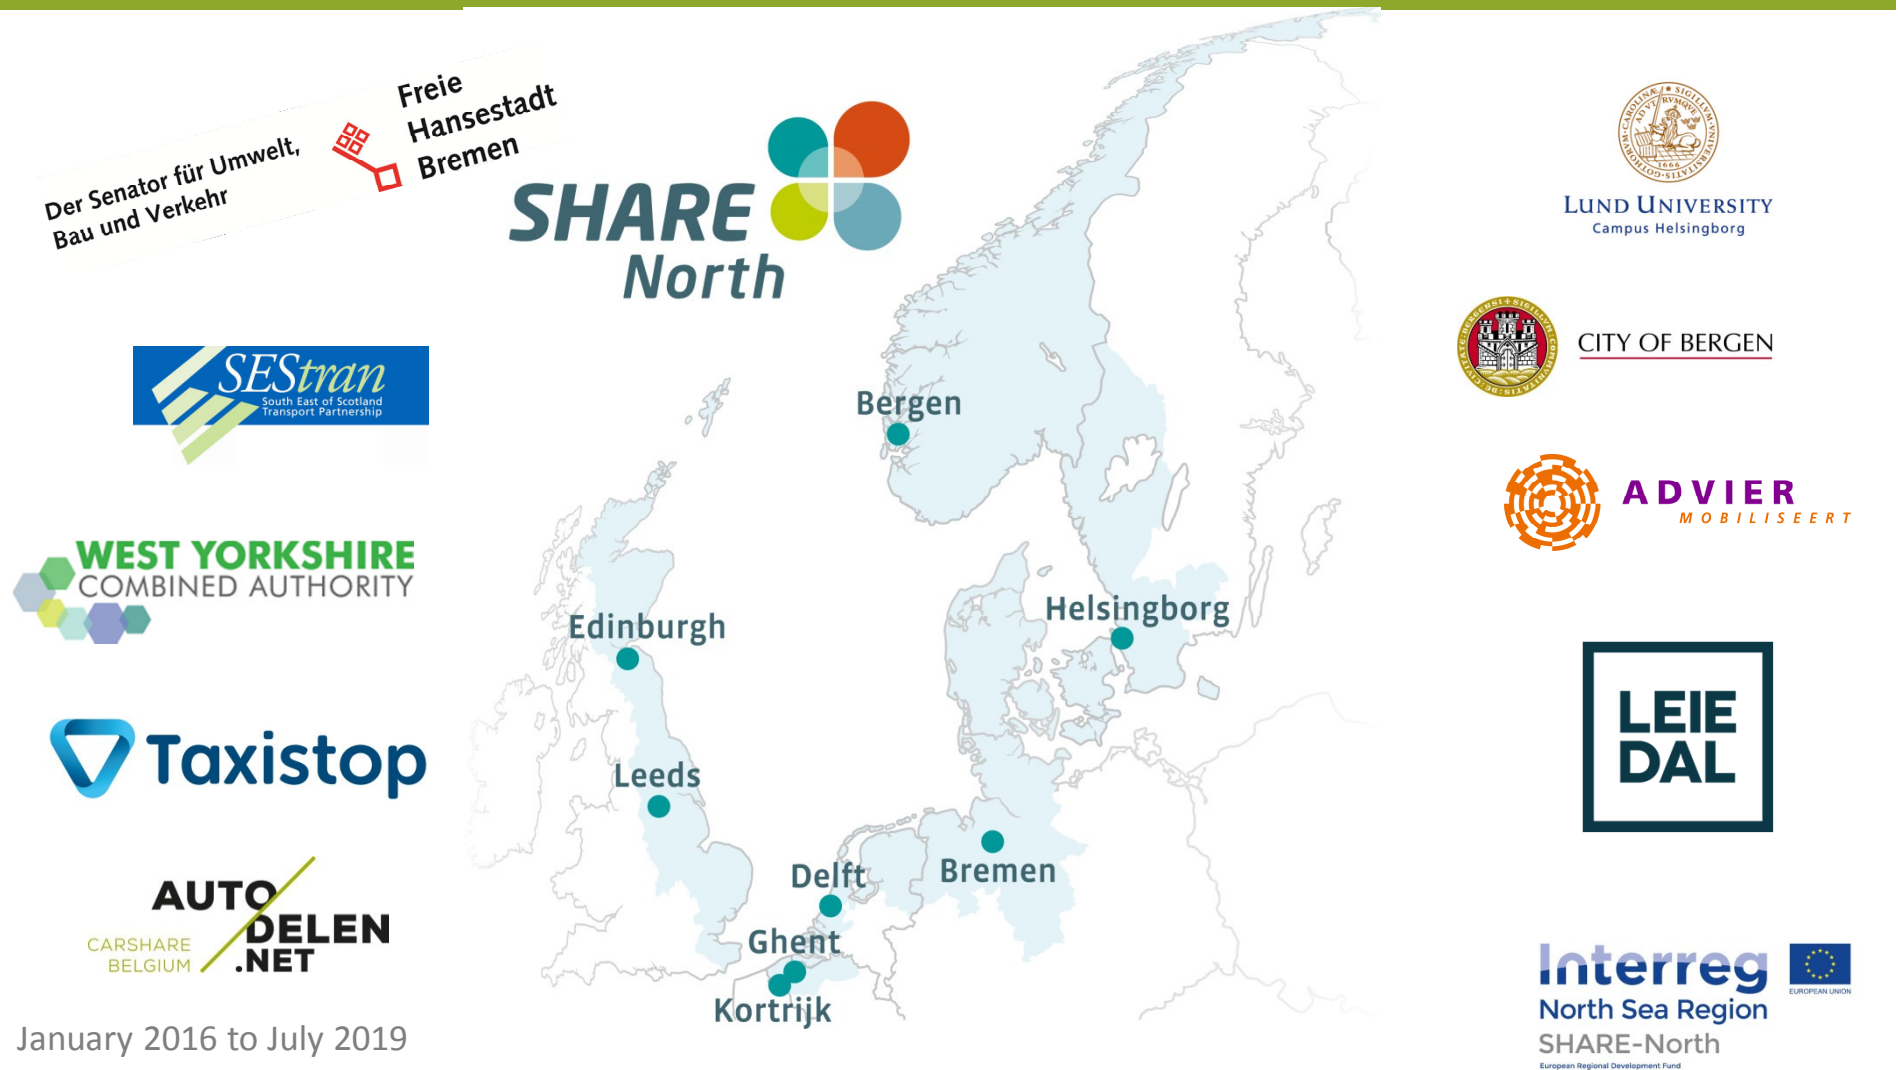 Der Senator für Umwelt,
Bau und Verkehr
Freie
Hansestadt
Bremen
SHARE
North
SEStran
South East of Scotland
Transport Partnership
WEST YORKSHIRE
COMBINED AUTHORITY
Taxistop
AUTO
DELEN
.NET
CARSHARE
BELGIUM
January 2016 to July 2019
Bergen
Edinburgh
Helsingborg
Leeds
Delft
Bremen
Ghent
Kortrijk
1666
LUND UNIVERSITY
Campus Helsingborg
CITY OF BERGEN
ADVIER
MOBILISEERT
LEIE
DAL
Interreg
EUROPEAN UNION
North Sea Region
SHARE-North
European Regional Development Fund